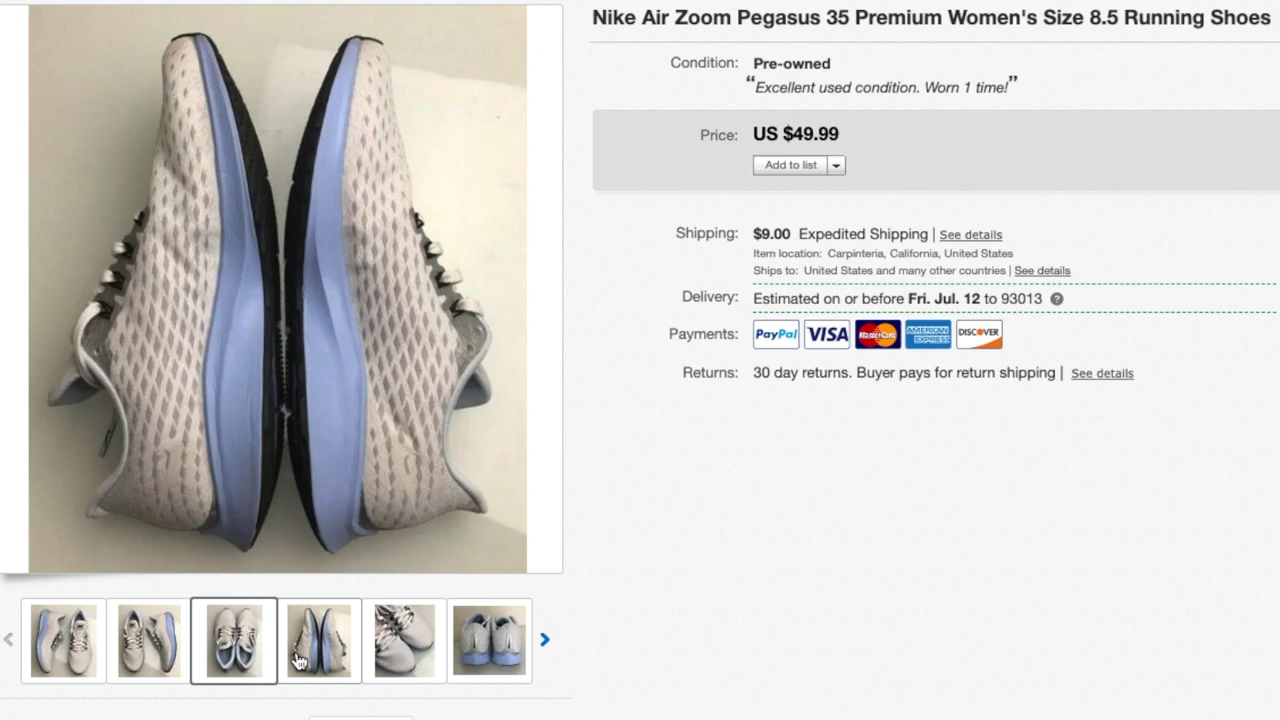 Nike Air Zoom Pegasus 35 Premium Women's Size 8.5 Running Shoes
Condition: Pre-owned
“Excellent used condition. Worn 1 time!”
Price: US $49.99
Add to list
Shipping: $9.00 Expedited Shipping | See details
Item location: Carpinteria, California, United States
Ships to: United States and many other countries | See details
Delivery: Estimated on or before Fri. Jul. 12 to 93013 ?
Payments: PayPal VISA MasterCard AMERICAN EXPRESS DISCOVER
Returns: 30 day returns. Buyer pays for return shipping | See details